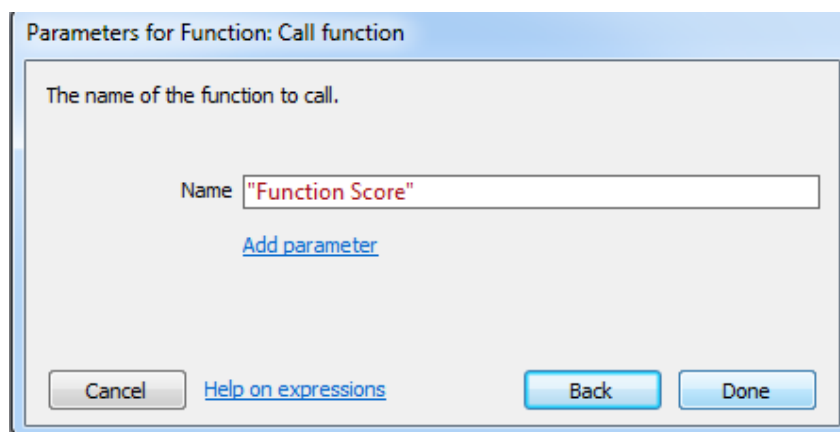 Parameters for Function: Call function
The name of the function to call.
Name "Function Score"
Add parameter
Cancel Help on expressions Back Done